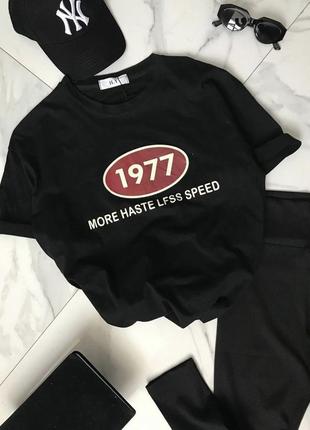 NY
1977
MORE HASTE LFSS SPEED